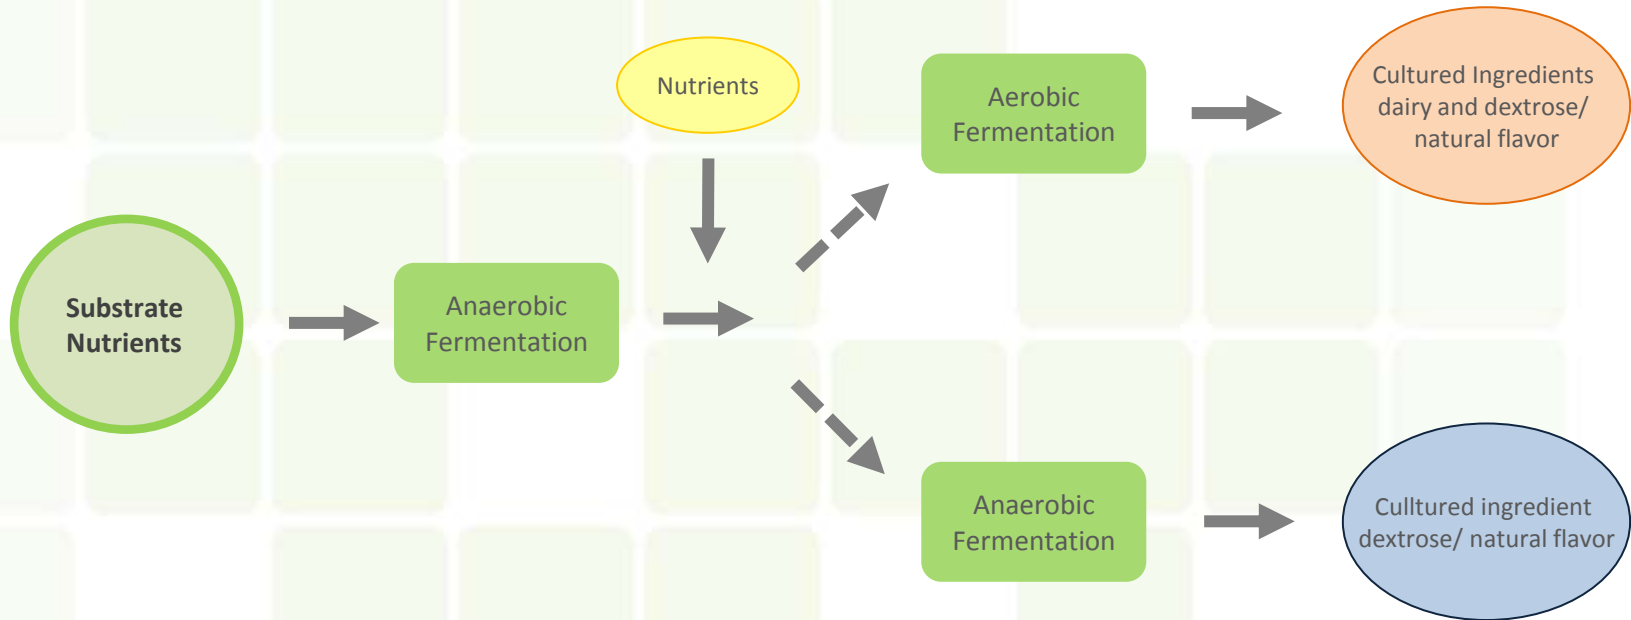 Nutrients
Aerobic
Fermentation
Cultured Ingredients
dairy and dextrose/
natural flavor
Substrate
Nutrients
Anaerobic
Fermentation
Anaerobic
Fermentation
Culltured ingredient
dextrose/ natural flavor